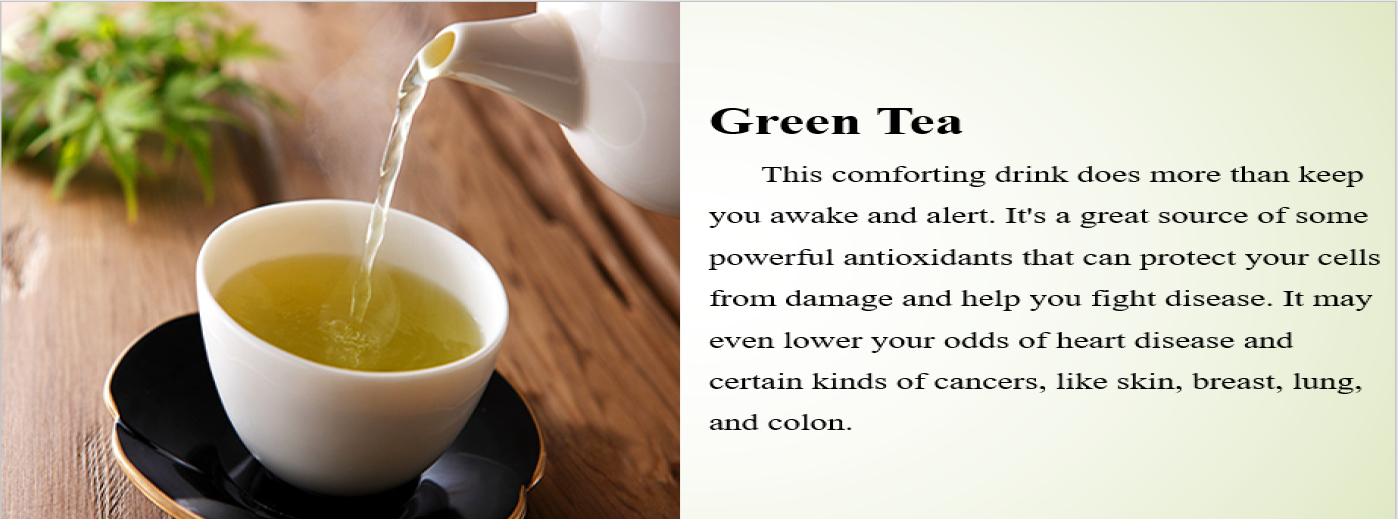 Green Tea
This comforting drink does more than keep
you awake and alert. It's a great source of some
powerful antioxidants that can protect your cells
from damage and help you fight disease. It may
even lower your odds of heart disease and
certain kinds of cancers, like skin, breast, lung,
and colon.